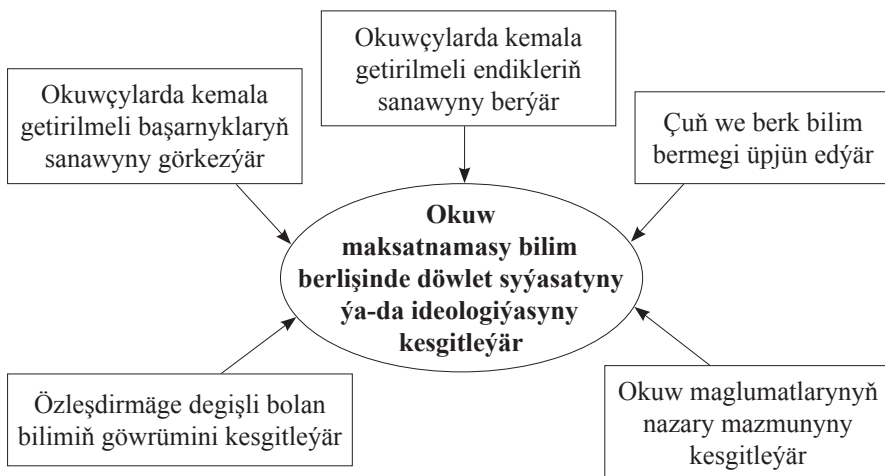 Okuwçylarda kemala
getirilmeli endikleriň
sanawyny berýär
Okuwçylarda kemala
getirilmeli başarnyklaryň
sanawyny görkezýär
Çuň we berk bilim
bermegi üpjün edýär
Okuw
maksatnamasy bilim
berlişinde döwlet syýasatyny
ýa-da ideologiýasyny
kesgitleýär
Özleşdirmäge degişli bolan
bilimiň göwrümini kesgitleýär
Okuw maglumatlarynyň
nazary mazmunyny
kesgitleýär